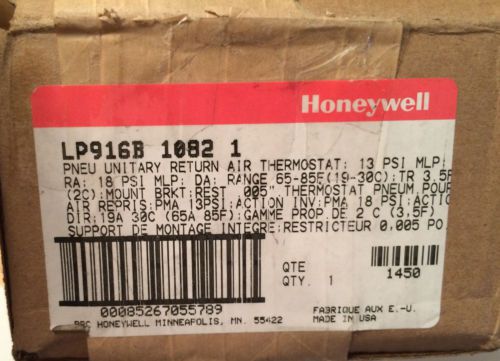 Honeywell
LP916B 1082 1
PNEU UNITARY RETURN AIR THERMOSTAT: 13 PSI MLP;
RA: 18 PSI MLP; DA: RANGE 65-85F(19-30C);TR 3.5F
(2C);MOUNT BRKT;REST .005" THERMOSTAT PNEUM.POUR
AIR REPRIS:PMA 13PSI;ACTION INV:PMA 18;ACTIO
DIR:19A 30C (65A 85F);GAMME PROP.DE 2 C (3,5F)
SUPPORT DE MONTAGE INTEGRE;RESTRICTEUR 0,005 PO
QTE
QTY. 1
1450
00085267055789
HONEYWELL MINNEAPOLIS, MN. 55422
FABRIQUE AUX E.-U.
MADE IN USA